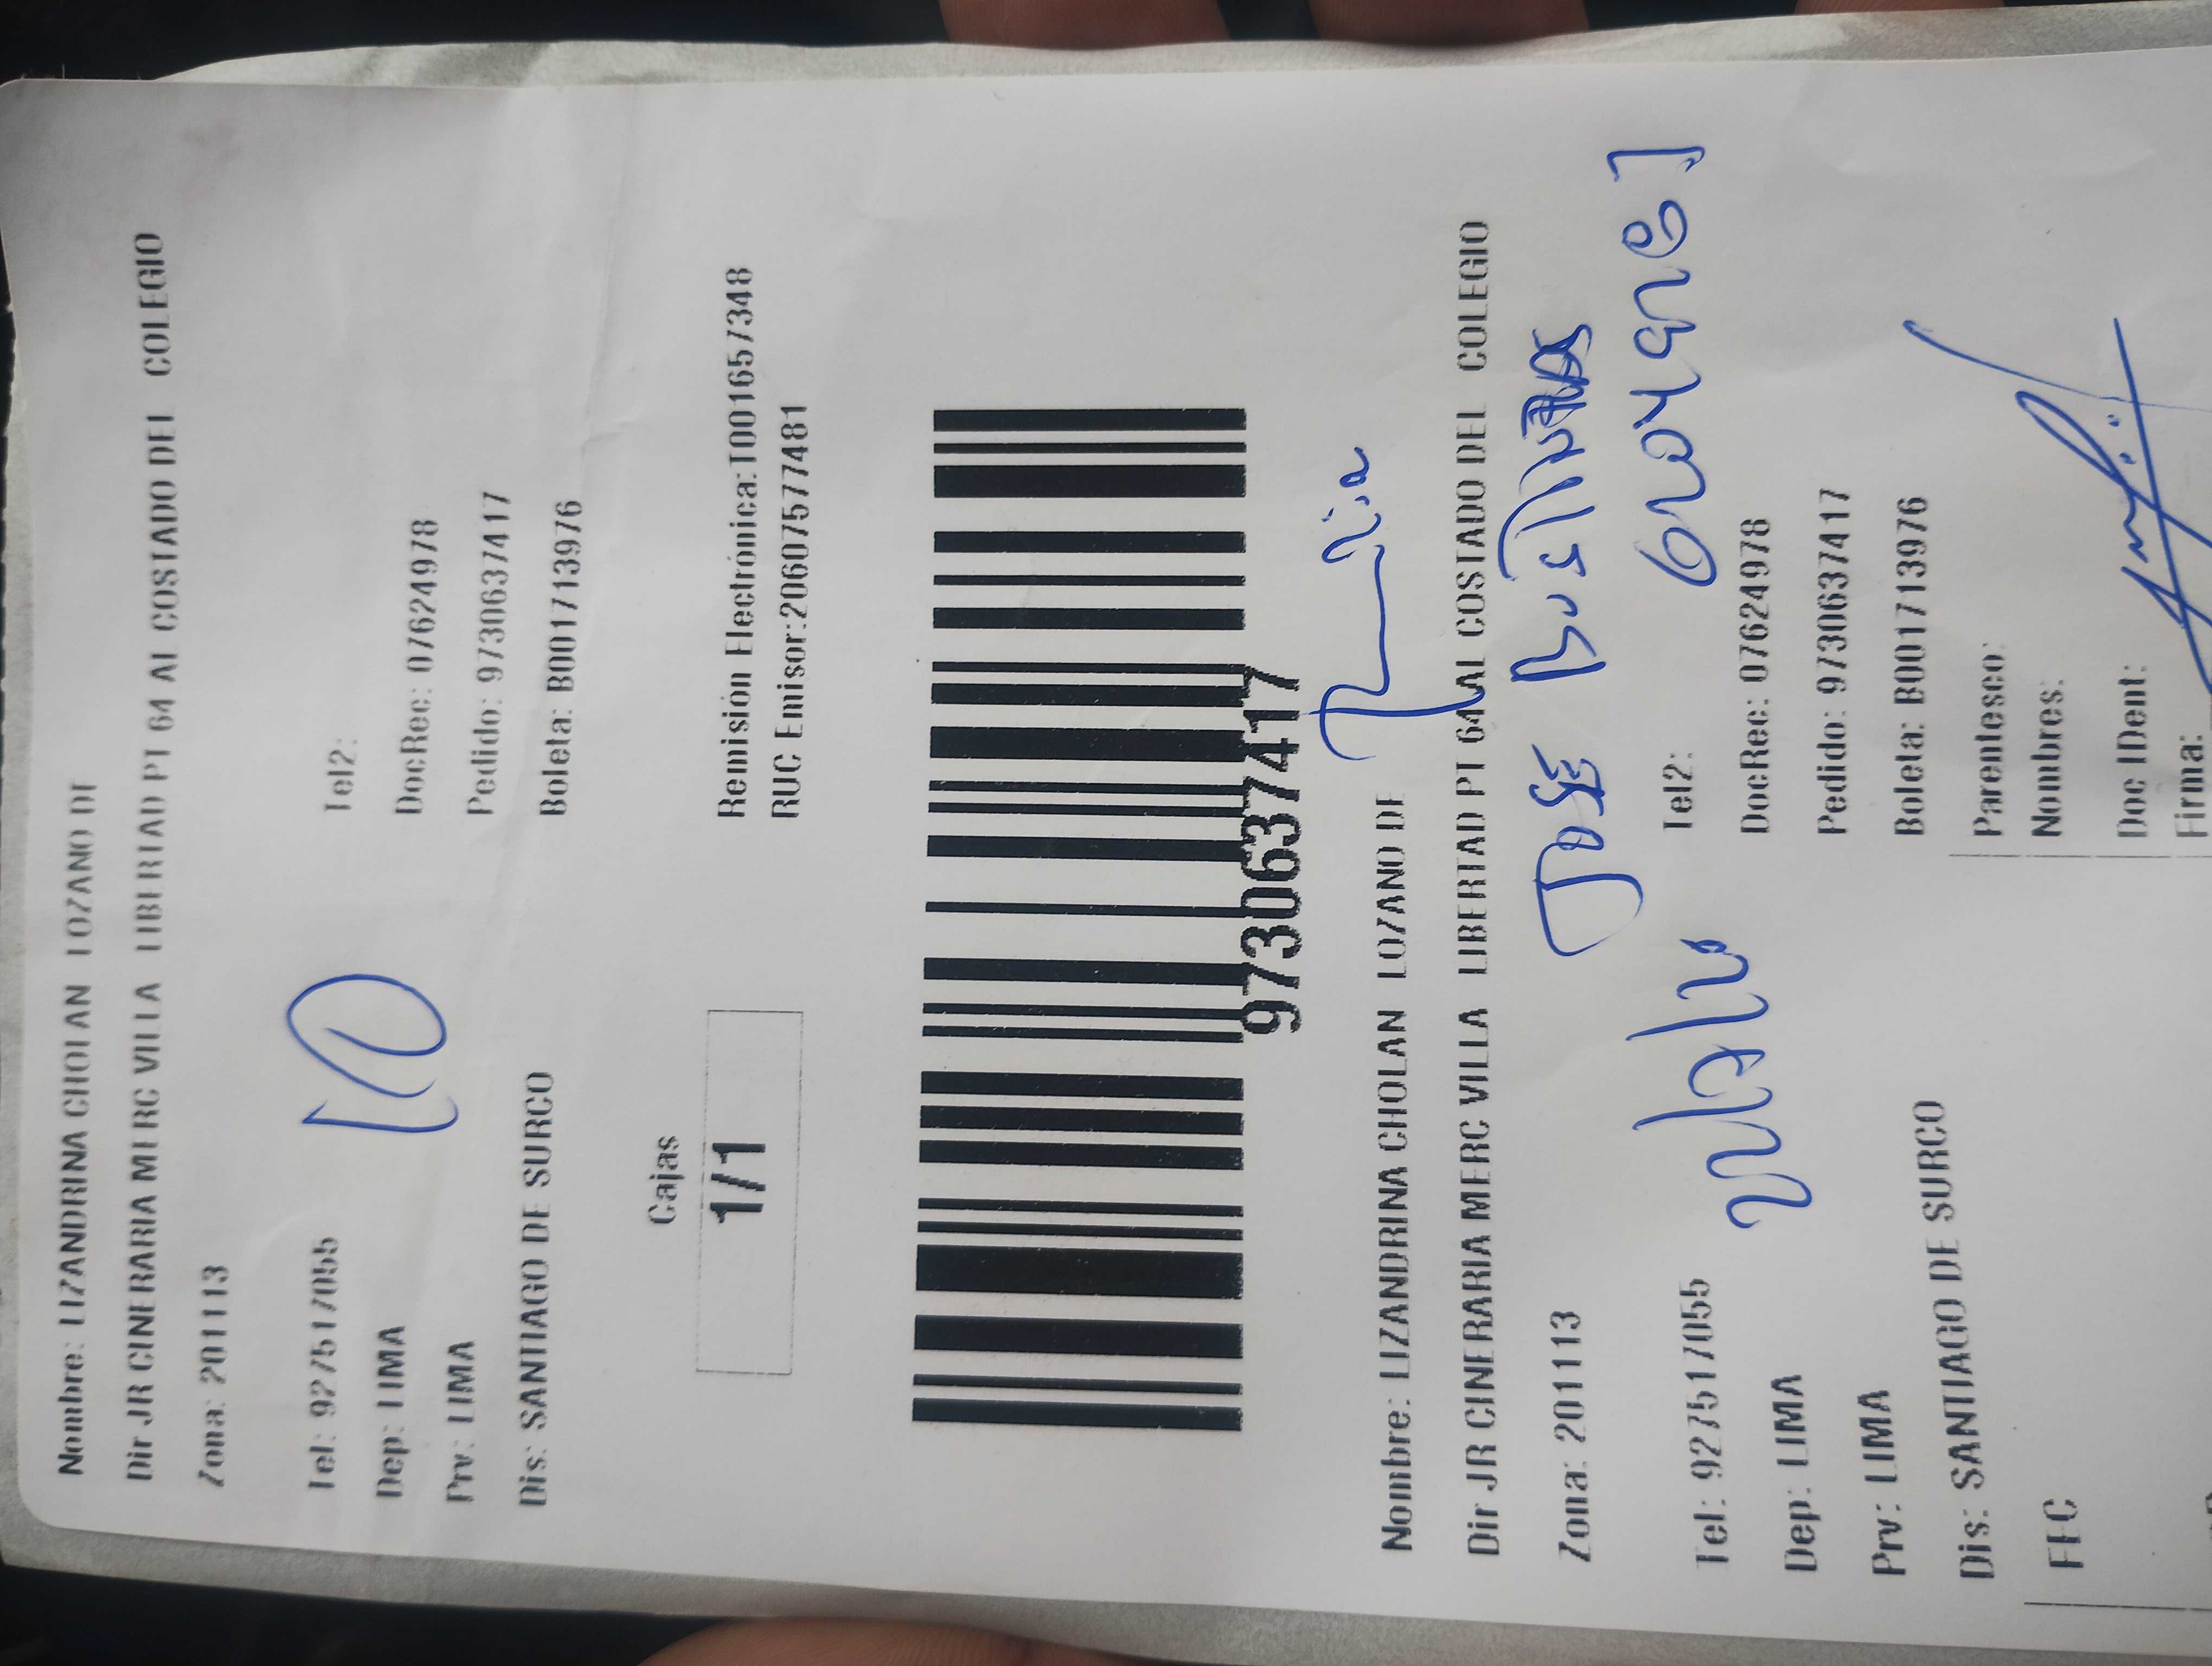 Nombre: LIZANDRINA CHOLAN LOZANO DE
Dir JR CINERARIA MERC VILLA LIBERTAD PT 64 AL COSTADO DEL COLEGIO
Zona: 201113
10
Tel: 927517055 Tel2:
Dep: LIMA DocRec: 07624978
Prv: LIMA Pedido: 9730637417
Dis: SANTIAGO DE SURCO Boleta: B001713976
Cajas
1/1
Remisión Electrónica:T001657348
RUC Emisor:20607577481
9730637417
Nombre: LIZANDRINA CHOLAN LOZANO DE
Dir JR CINERARIA MERC VILLA LIBERTAD PT 64 AL COSTADO DEL COLEGIO
Zona: 201113 JOSE
Tel: 927517055 Tel2:
Dep: LIMA DocRec: 07624978
Prv: LIMA Pedido: 9730637417
Dis: SANTIAGO DE SURCO Boleta: B001713976
FEC Parentesco:
Nombres:
Doc IDent:
Firma: